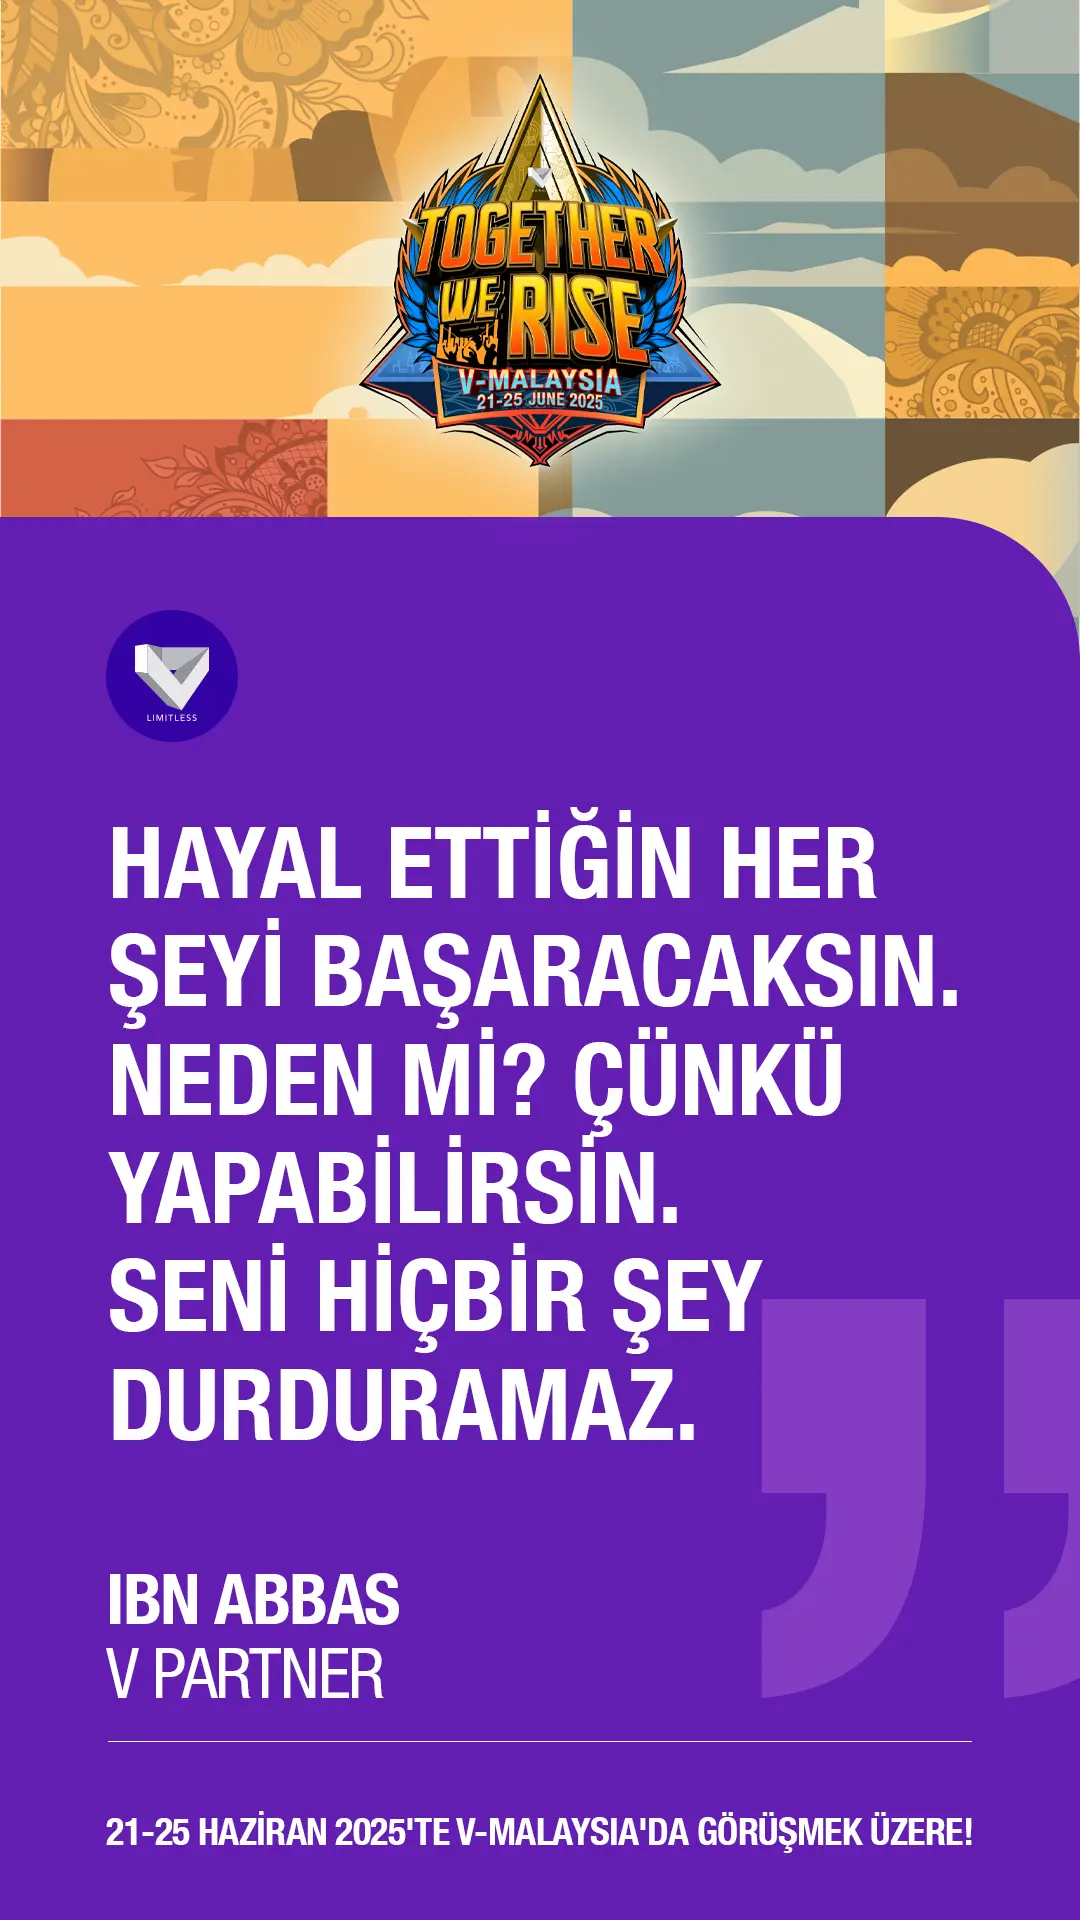 TOGETHER
WE RISE
V-MALAYSIA
21-25 JUNE 2025
LIMITLESS
HAYAL ETTİĞİN HER
ŞEYİ BAŞARACAKSIN.
NEDEN Mİ? ÇÜNKÜ
YAPABİLİRSİN.
SENİ HİÇBİR ŞEY
DURDURAMAZ.
IBN ABBAS
V PARTNER
21-25 HAZİRAN 2025'TE V-MALAYSIA'DA GÖRÜŞMEK ÜZERE!